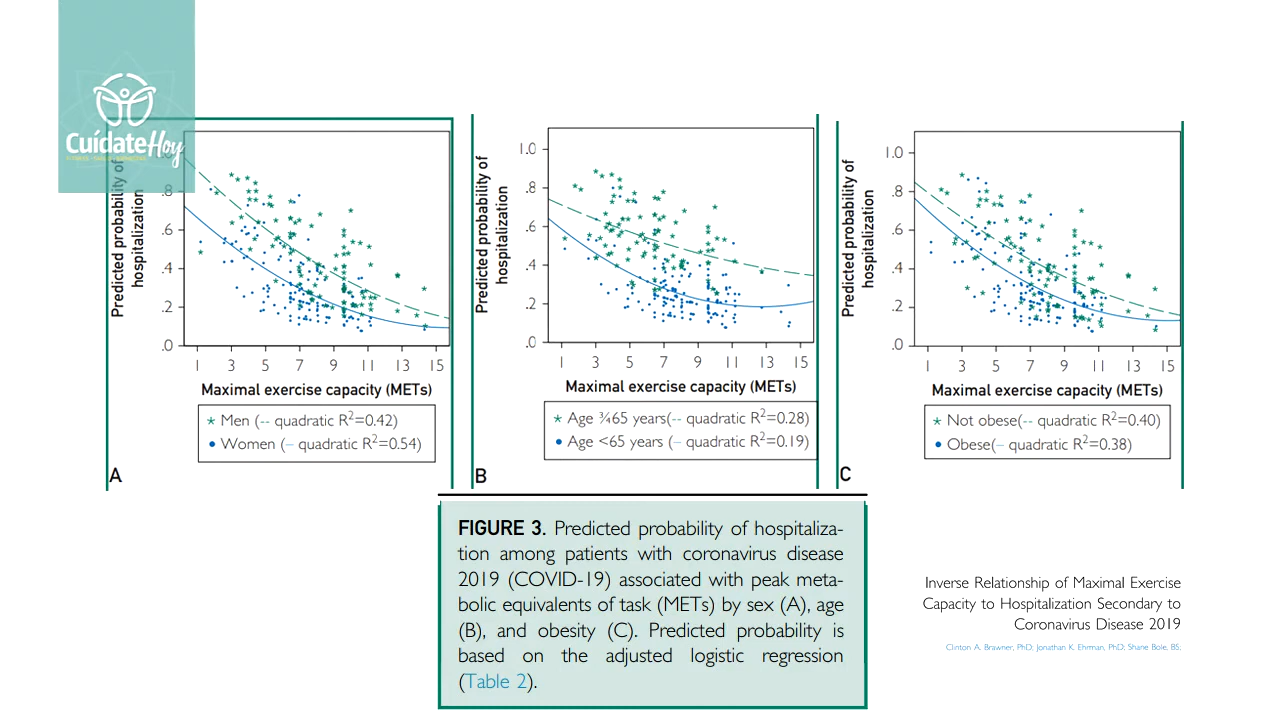 CuídateHoy
Predicted probability of
hospitalization
.8
.6
.4
.2
.0
1 3 5 7 9 11 13 15
Maximal exercise capacity (METs)
* Men (-- quadratic R²=0.42)
• Women (– quadratic R²=0.54)
A
Predicted probability of
hospitalization
1.0
.8
.6
.4
.2
.0
1 3 5 7 9 11 13 15
Maximal exercise capacity (METs)
* Age ¾65 years(-- quadratic R²=0.28)
• Age <65 years (– quadratic R²=0.19)
B
Predicted probability of
hospitalization
1.0
.8
.6
.4
.2
.0
1 3 5 7 9 11 13 15
Maximal exercise capacity (METs)
* Not obese(-- quadratic R²=0.40)
• Obese(– quadratic R²=0.38)
C
FIGURE 3. Predicted probability of hospitaliza-
tion among patients with coronavirus disease
2019 (COVID-19) associated with peak meta-
bolic equivalents of task (METs) by sex (A), age
(B), and obesity (C). Predicted probability is
based on the adjusted logistic regression
(Table 2).
Inverse Relationship of Maximal Exercise
Capacity to Hospitalization Secondary to
Coronavirus Disease 2019
Clinton A. Brawner, PhD; Jonathan K. Ehrman, PhD; Shane Bole, BS;